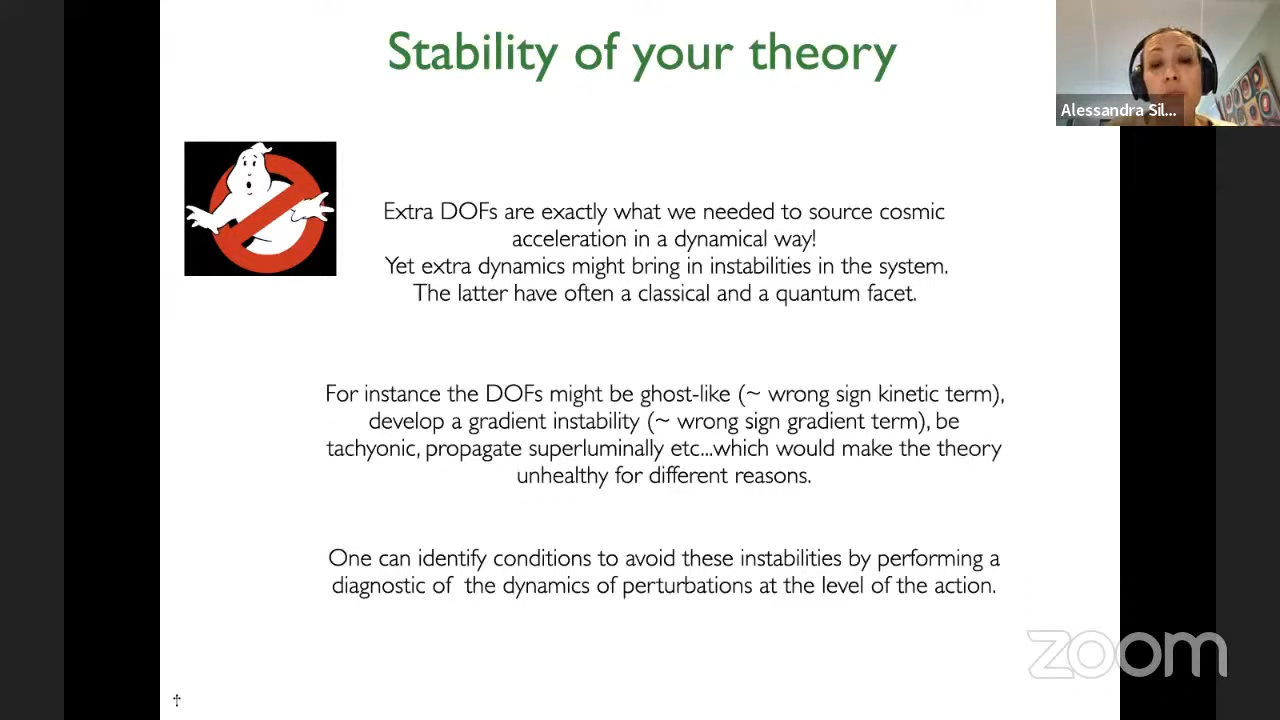 Stability of your theory
Alessandra Sil...
Extra DOFs are exactly what we needed to source cosmic
acceleration in a dynamical way!
Yet extra dynamics might bring in instabilities in the system.
The latter have often a classical and a quantum facet.
For instance the DOFs might be ghost-like (~ wrong sign kinetic term),
develop a gradient instability (~ wrong sign gradient term), be
tachyonic, propagate superluminally etc...which would make the theory
unhealthy for different reasons.
One can identify conditions to avoid these instabilities by performing a
diagnostic of the dynamics of perturbations at the level of the action.
zoom
†